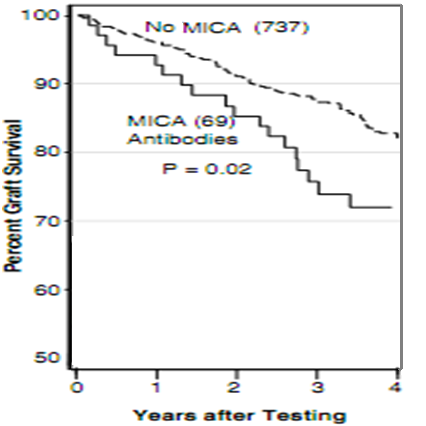 100
No MICA (737)
90
MICA (69)
Antibodies
80
P = 0.02
70
60
50
Percent Graft Survival
0 1 2 3 4
Years after Testing